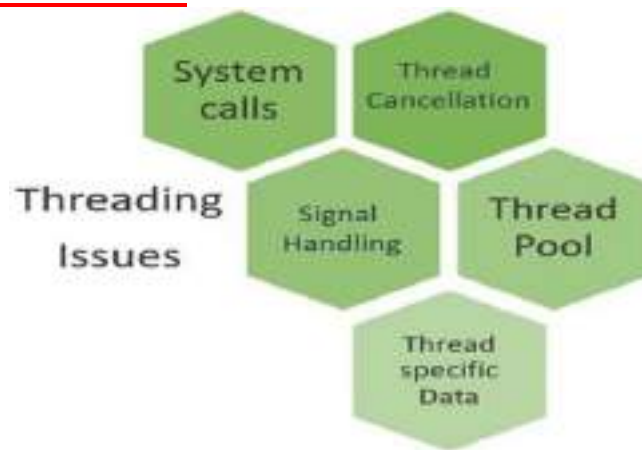 System
calls
Thread
Cancellation
Threading
Issues
Signal
Handling
Thread
Pool
Thread
specific
Data